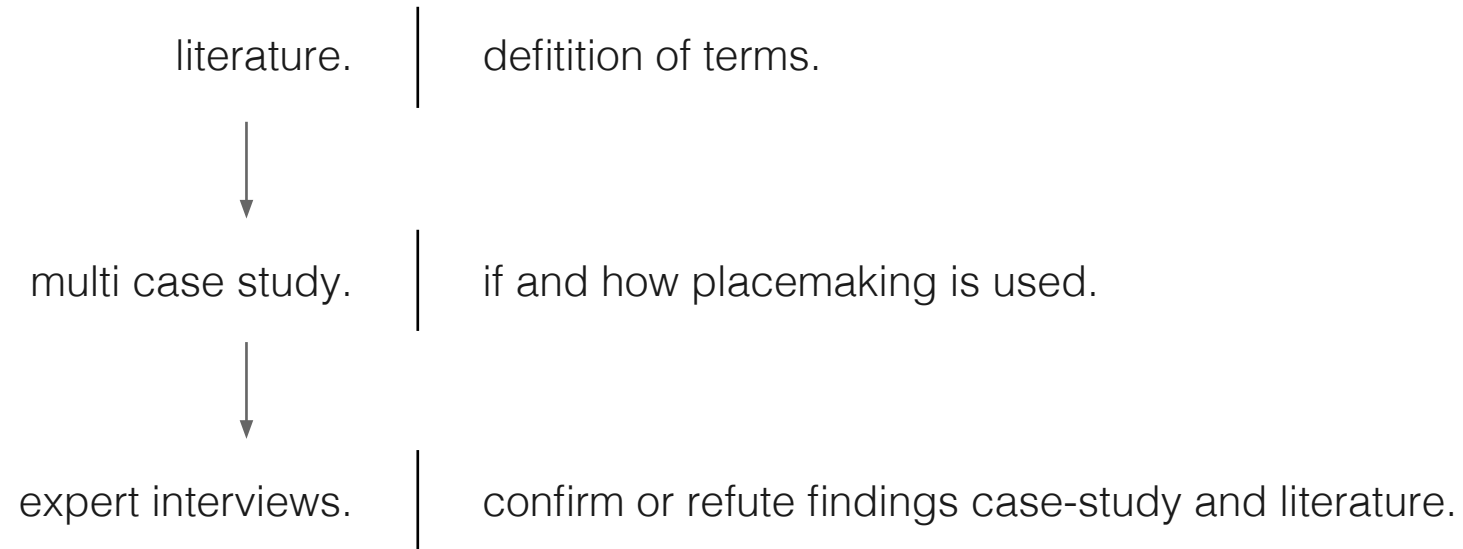 literature.
defitition of terms.
multi case study.
if and how placemaking is used.
expert interviews.
confirm or refute findings case-study and literature.